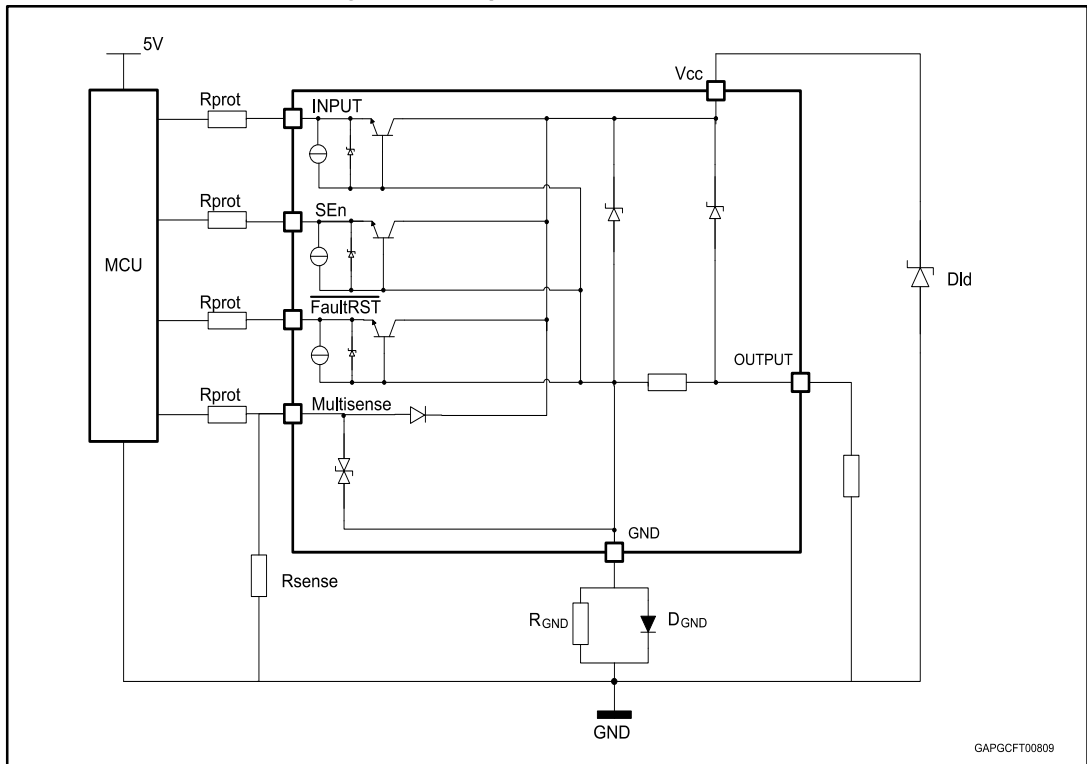 5V
Vcc
Rprot
INPUT
Rprot
SEn
MCU
Rprot
FaultRST
Dld
OUTPUT
Rprot
Multisense
GND
Rsense
RGND
DGND
GND
GAPGCFT00809